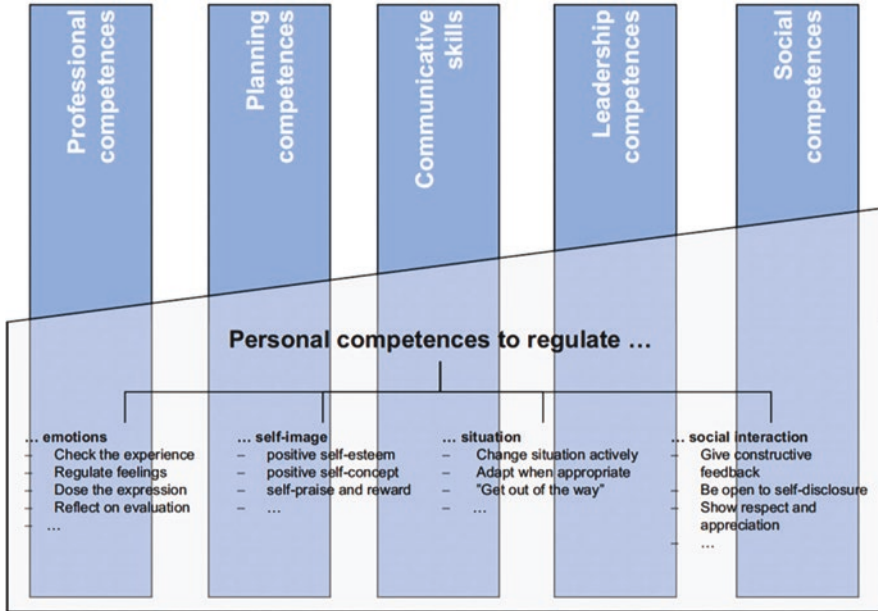 Professional
competences
Planning
competences
Communicative
skills
Leadership
competences
Social
competences
Personal competences to regulate …
… emotions
– Check the experience
– Regulate feelings
– Dose the expression
– Reflect on evaluation
– …
… self-image
– positive self-esteem
– positive self-concept
– self-praise and reward
– …
… situation
– Change situation actively
– Adapt when appropriate
– "Get out of the way"
– …
… social interaction
– Give constructive
feedback
– Be open to self-disclosure
– Show respect and
appreciation
– …